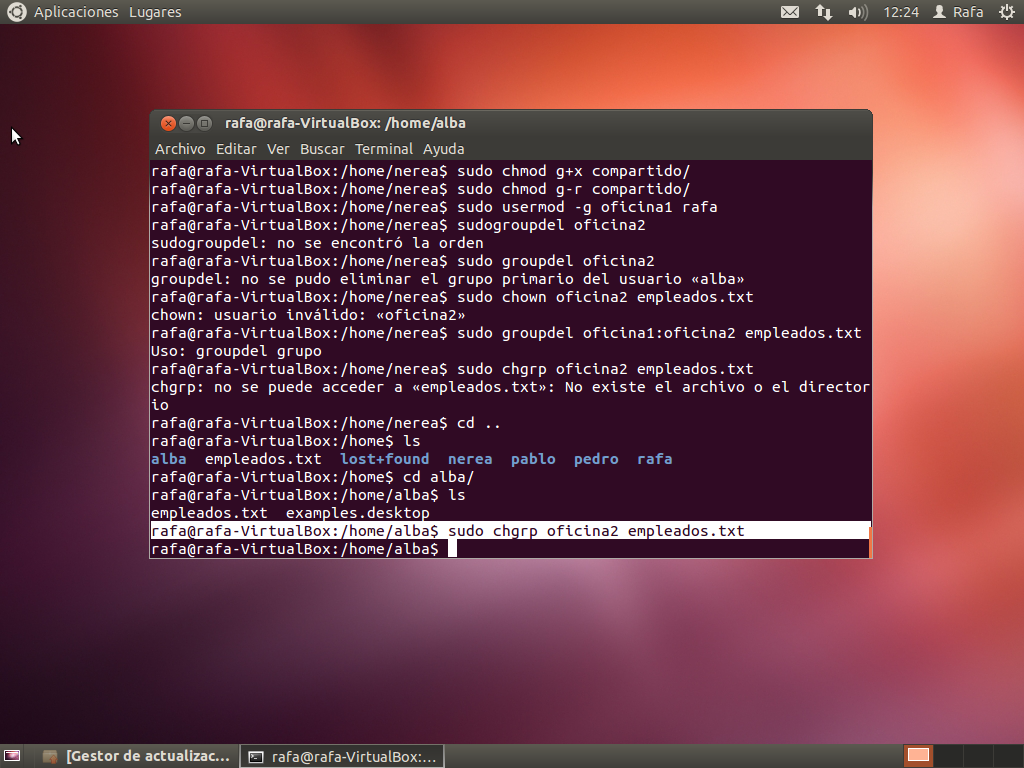 Aplicaciones Lugares 12:24 Rafa
rafa@rafa-VirtualBox: /home/alba
Archivo Editar Ver Buscar Terminal Ayuda
rafa@rafa-VirtualBox:/home/nerea$ sudo chmod g+x compartido/
rafa@rafa-VirtualBox:/home/nerea$ sudo chmod g-r compartido/
rafa@rafa-VirtualBox:/home/nerea$ sudo usermod -g oficina1 rafa
rafa@rafa-VirtualBox:/home/nerea$ sudogroupdel oficina2
sudogroupdel: no se encontró la orden
rafa@rafa-VirtualBox:/home/nerea$ sudo groupdel oficina2
groupdel: no se pudo eliminar el grupo primario del usuario «alba»
rafa@rafa-VirtualBox:/home/nerea$ sudo chown oficina2 empleados.txt
chown: usuario inválido: «oficina2»
rafa@rafa-VirtualBox:/home/nerea$ sudo groupdel oficina1:oficina2 empleados.txt
Uso: groupdel grupo
rafa@rafa-VirtualBox:/home/nerea$ sudo chgrp oficina2 empleados.txt
chgrp: no se puede acceder a «empleados.txt»: No existe el archivo o el director
io
rafa@rafa-VirtualBox:/home/nerea$ cd ..
rafa@rafa-VirtualBox:/home$ ls
alba empleados.txt lost+found nerea pablo pedro rafa
rafa@rafa-VirtualBox:/home$ cd alba/
rafa@rafa-VirtualBox:/home/alba$ ls
empleados.txt examples.desktop
rafa@rafa-VirtualBox:/home/alba$ sudo chgrp oficina2 empleados.txt
rafa@rafa-VirtualBox:/home/alba$
[Gestor de actualizac... rafa@rafa-VirtualBox:...